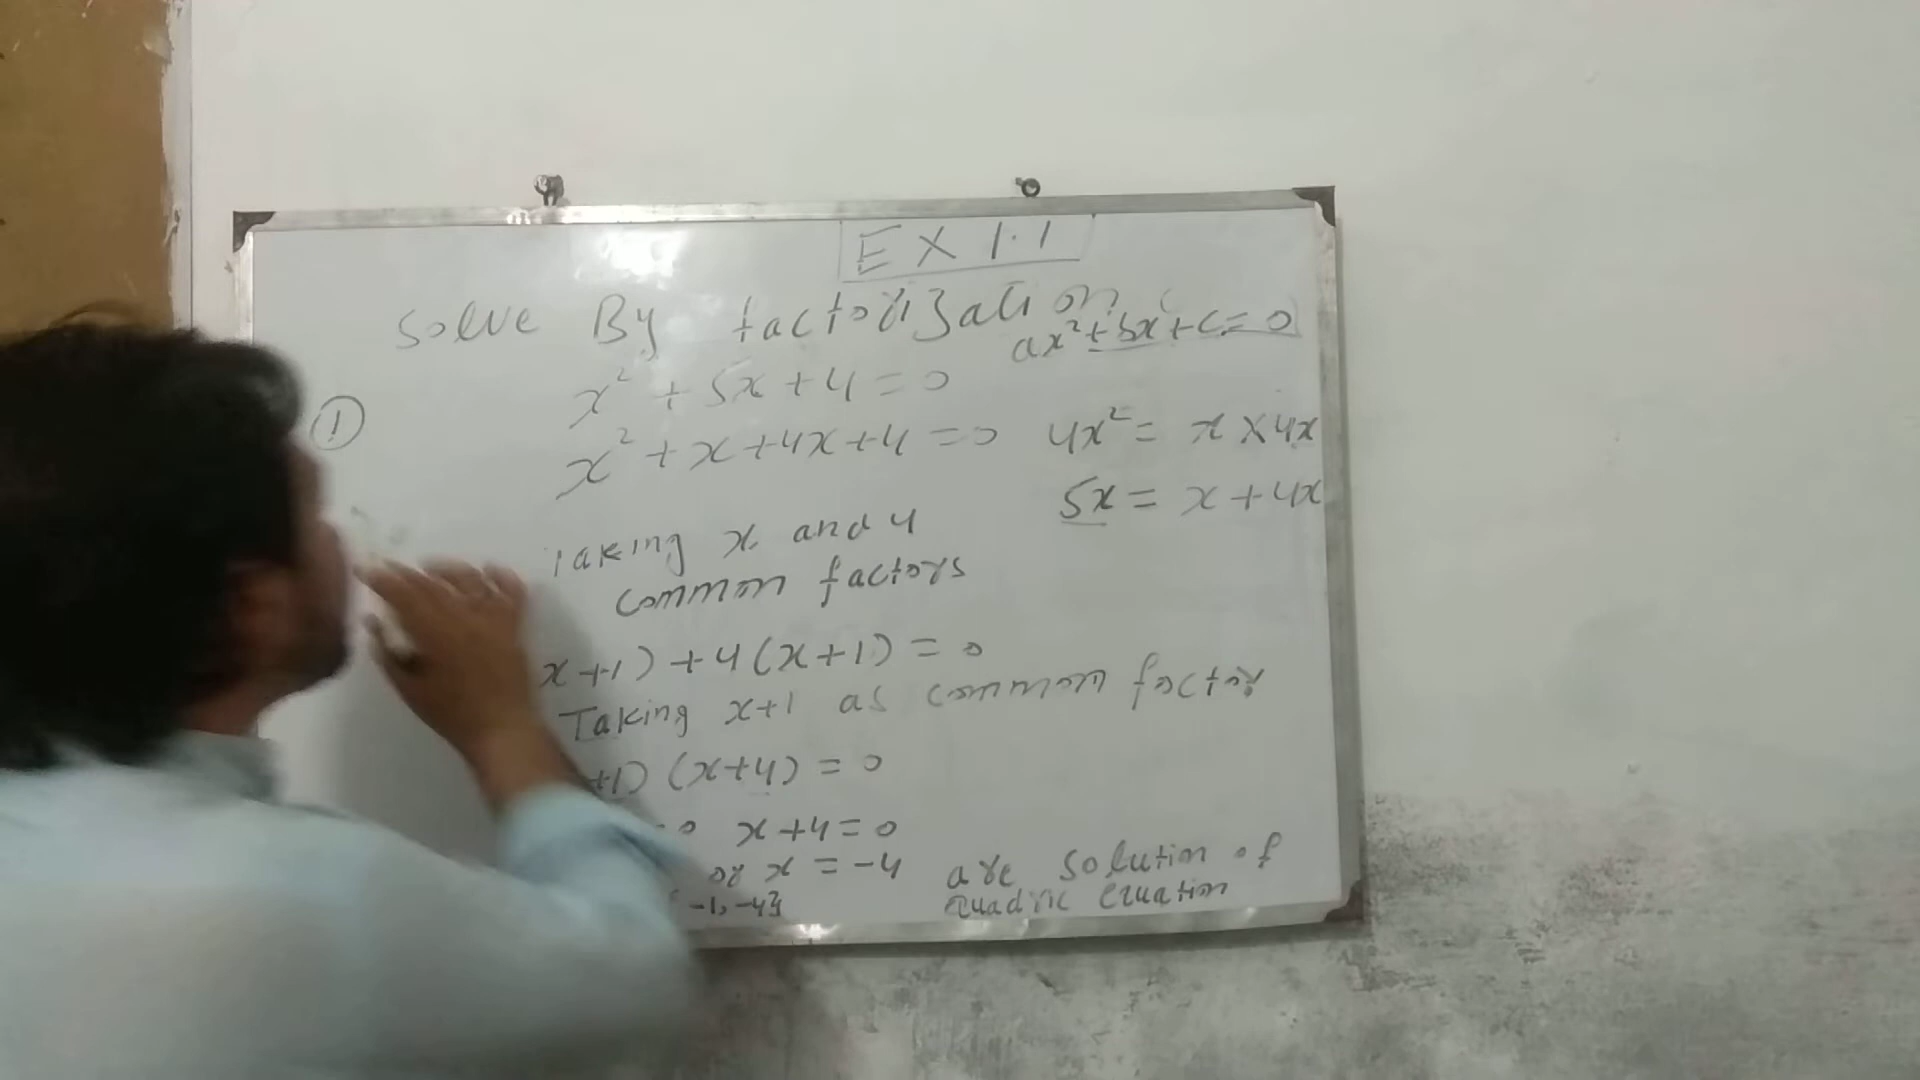 EX 1.1
Solve By factorization
ax²+bx+c=0
①
x² + 5x + 4 = 0
x² + x + 4x + 4 = 0
4x² = x × 4x
5x = x + 4x
Taking x and 4
common factors
x+1) + 4(x+1) = 0
Taking x+1 as common factor
+1) (x+4) = 0
x+4=0
or x = -4 are Solution of
-1, -4}